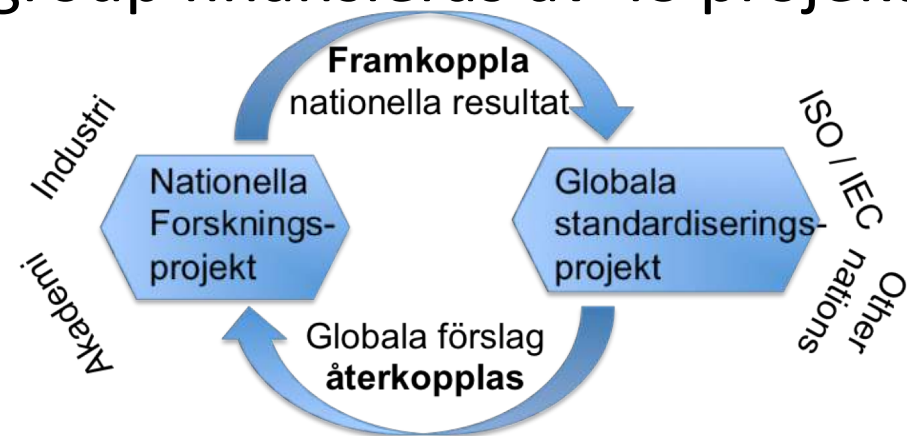 Framkoppla
nationella resultat
Industri
Akademi
Nationella
Forsknings-
projekt
Globala
standardiserings-
projekt
ISO / IEC
Other
nations
Globala förslag
återkopplas